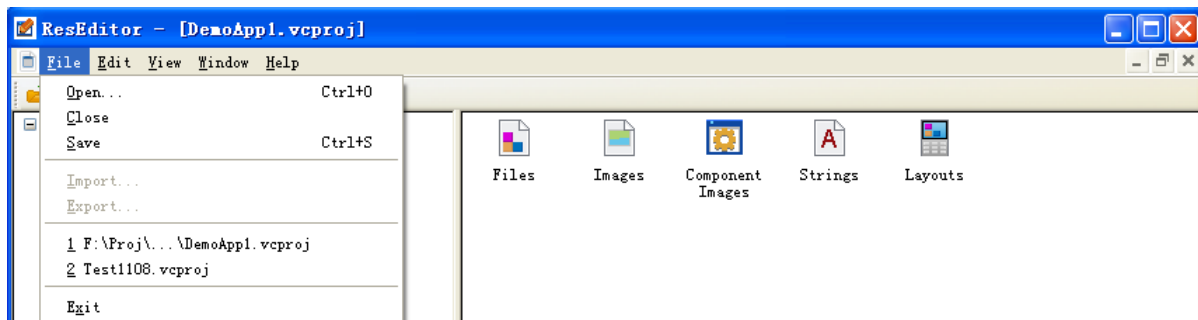 ResEditor - [DemoApp1.vcproj]
File Edit View Window Help
Open... Ctrl+O
Close
Save Ctrl+S
Import...
Export...
1 F:\Proj\...\DemoApp1.vcproj
2 Test1108.vcproj
Exit
Files Images Component Images Strings Layouts